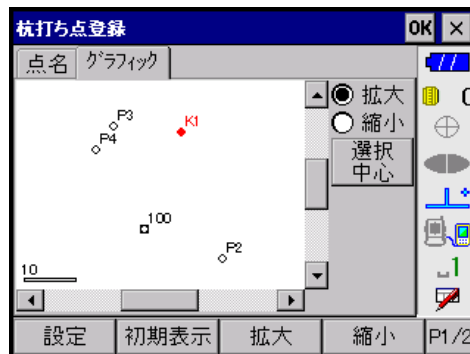 杭打ち点登録 OK ×
点名 グラフィック
P3
K1
P4
100
P2
10
拡大
縮小
選択
中心
0
1
設定 初期表示 拡大 縮小 P1/2